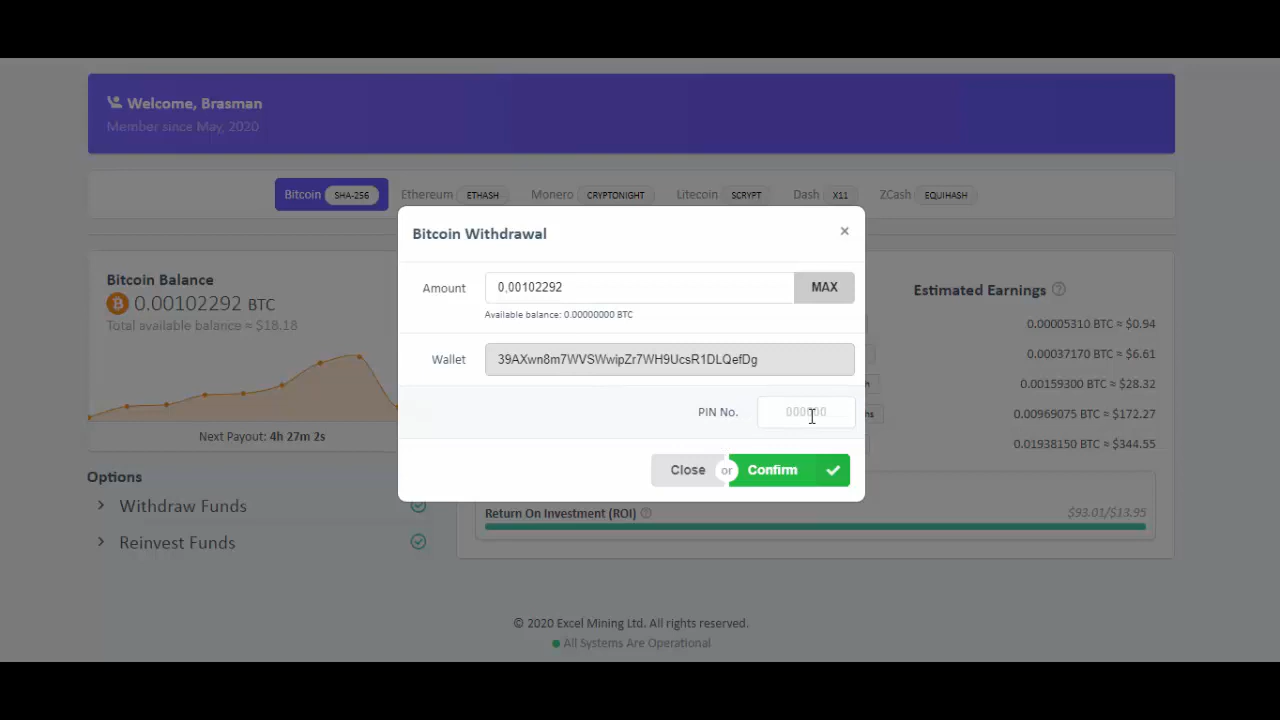 Welcome, Brasman
Member since May, 2020
Bitcoin SHA-256 Ethereum ETHASH Monero CRYPTONIGHT Litecoin SCRYPT Dash X11 ZCash EQUIHASH
Bitcoin Withdrawal ×
Amount 0,00102292 MAX
Available balance: 0.00000000 BTC
Wallet 39AXwn8m7WVSWwipZr7WH9UcsR1DLQefDg
PIN No. 000000
Close or Confirm
Bitcoin Balance
0.00102292 BTC
Total available balance ≈ $18.18
Next Payout: 4h 27m 2s
Options
Withdraw Funds
Reinvest Funds
Estimated Earnings
0.00005310 BTC ≈ $0.94
0.00037170 BTC ≈ $6.61
0.00159300 BTC ≈ $28.32
0.00969075 BTC ≈ $172.27
0.01938150 BTC ≈ $344.55
Return On Investment (ROI) $93.01/$13.95
© 2020 Excel Mining Ltd. All rights reserved.
All Systems Are Operational